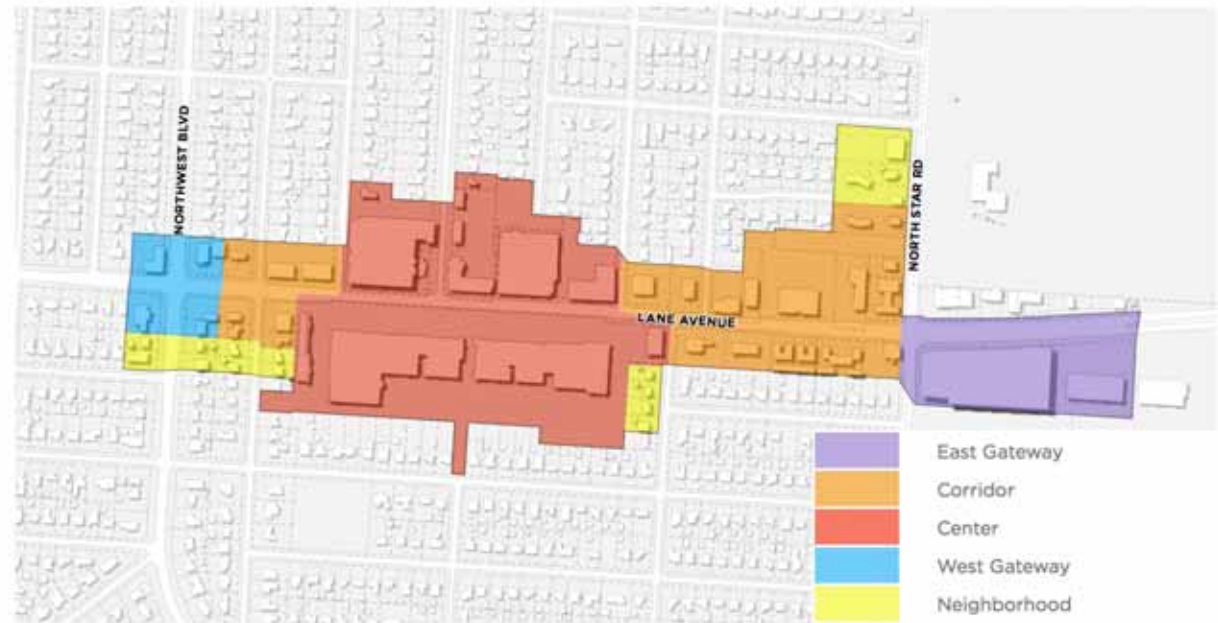 NORTHWEST BLVD
NORTH STAR RD
LANE AVENUE
East Gateway
Corridor
Center
West Gateway
Neighborhood